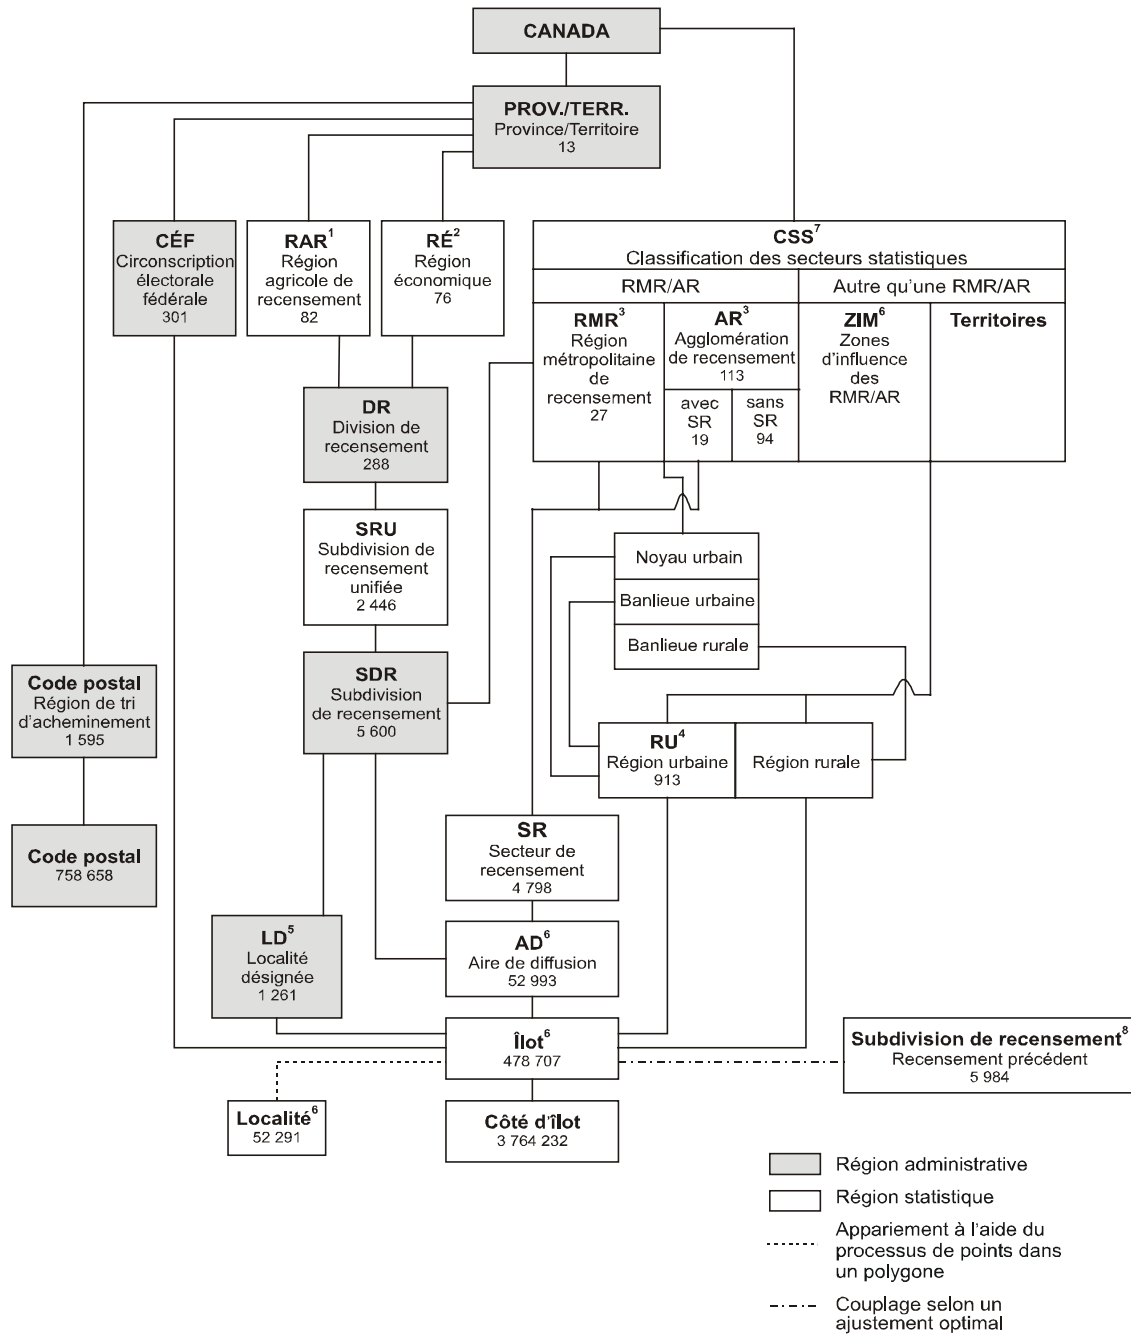 CANADA
PROV./TERR.
Province/Territoire
13
CÉF
Circonscription
électorale
fédérale
301
RAR¹
Région
agricole de
recensement
82
RÉ²
Région
économique
76
CSS⁷
Classification des secteurs statistiques
RMR/AR
Autre qu'une RMR/AR
RMR³
Région
métropolitaine
de
recensement
27
AR³
Agglomération
de recensement
113
avec
SR
19
sans
SR
94
ZIM⁶
Zones
d'influence
des
RMR/AR
Territoires
DR
Division de
recensement
288
SRU
Subdivision de
recensement
unifiée
2 446
Noyau urbain
Banlieue urbaine
Banlieue rurale
SDR
Subdivision
de recensement
5 600
Code postal
Région de tri
d'acheminement
1 595
RU⁴
Région urbaine
913
Région rurale
Code postal
758 658
SR
Secteur de
recensement
4 798
LD⁵
Localité
désignée
1 261
AD⁶
Aire de diffusion
52 993
Îlot⁶
478 707
Subdivision de recensement⁸
Recensement précédent
5 984
Localité⁶
52 291
Côté d'îlot
3 764 232
Région administrative
Région statistique
Appariement à l'aide du
processus de points dans
un polygone
Couplage selon un
ajustement optimal